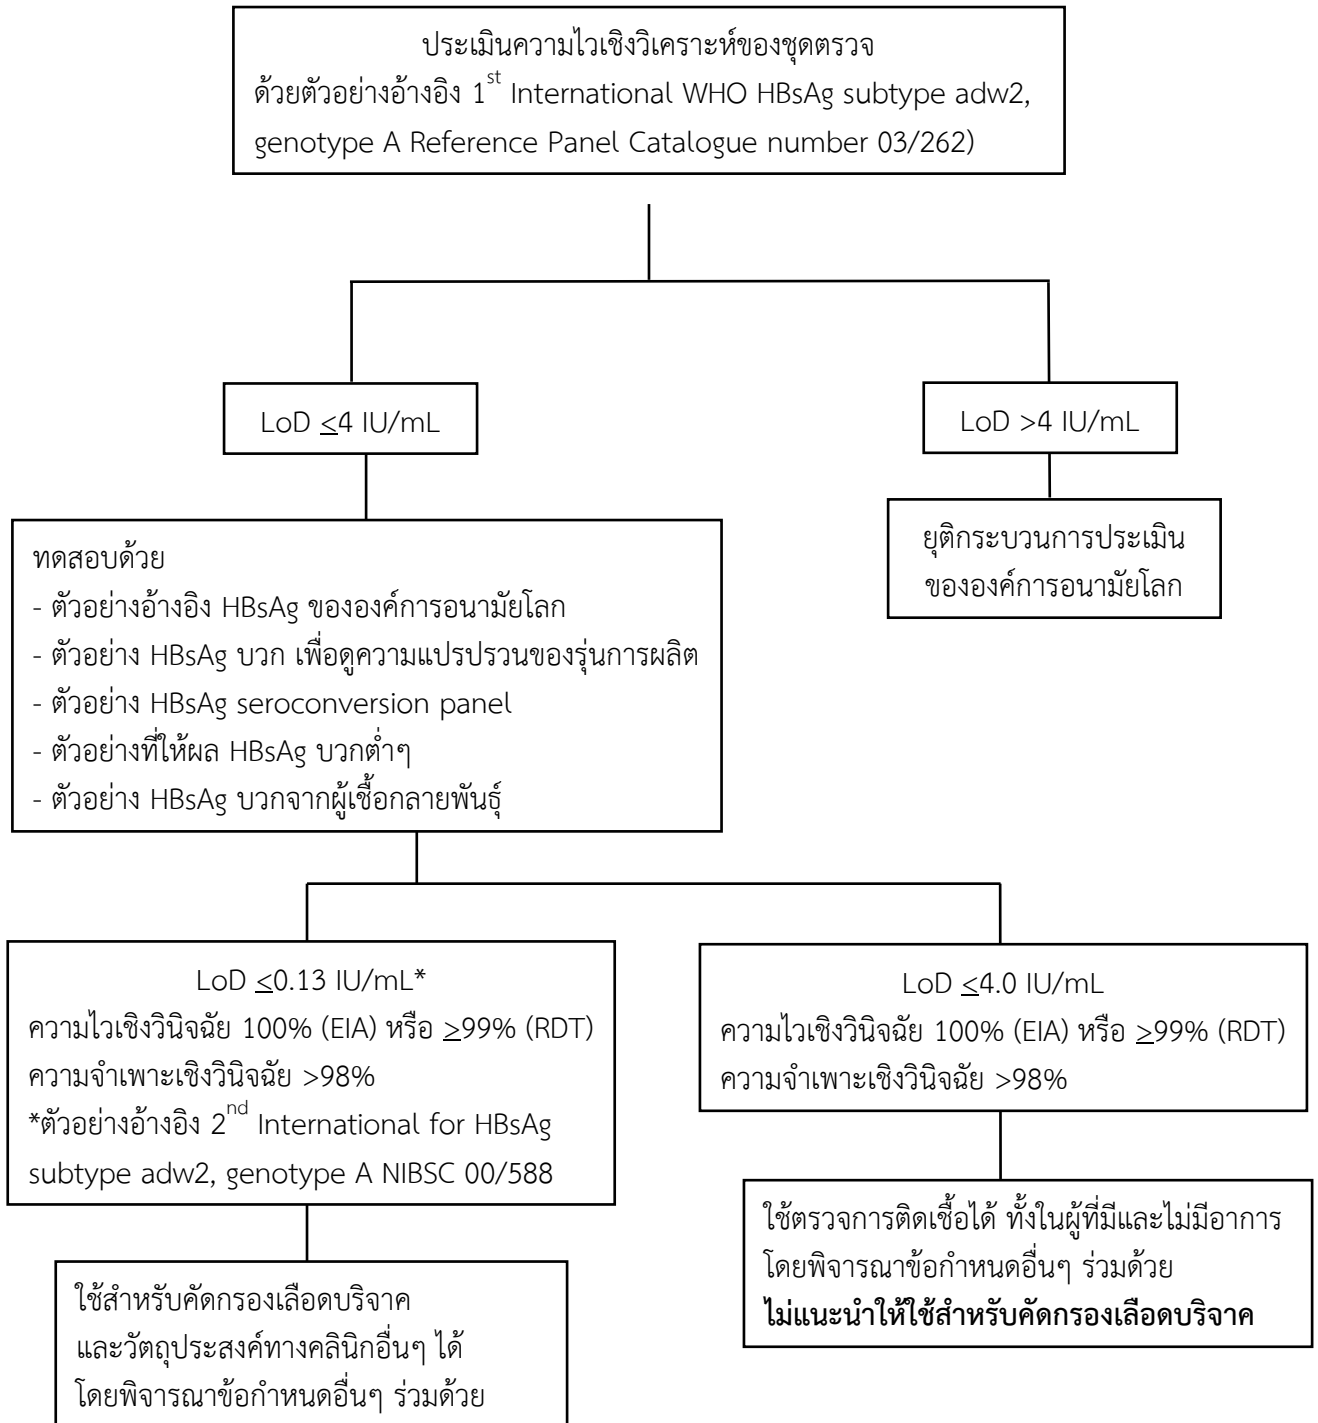 ประเมินความไวเชิงวิเคราะห์ของชุดตรวจ
ด้วยตัวอย่างอ้างอิง 1st International WHO HBsAg subtype adw2,
genotype A Reference Panel Catalogue number 03/262)
LoD ≤4 IU/mL
LoD >4 IU/mL
ยุติกระบวนการประเมิน
ขององค์การอนามัยโลก
ทดสอบด้วย
- ตัวอย่างอ้างอิง HBsAg ขององค์การอนามัยโลก
- ตัวอย่าง HBsAg บวก เพื่อดูความแปรปรวนของรุ่นการผลิต
- ตัวอย่าง HBsAg seroconversion panel
- ตัวอย่างที่ให้ผล HBsAg บวกต่ำๆ
- ตัวอย่าง HBsAg บวกจากผู้เชื้อกลายพันธุ์
LoD ≤0.13 IU/mL*
ความไวเชิงวินิจฉัย 100% (EIA) หรือ ≥99% (RDT)
ความจำเพาะเชิงวินิจฉัย >98%
*ตัวอย่างอ้างอิง 2nd International for HBsAg
subtype adw2, genotype A NIBSC 00/588
LoD ≤4.0 IU/mL
ความไวเชิงวินิจฉัย 100% (EIA) หรือ ≥99% (RDT)
ความจำเพาะเชิงวินิจฉัย >98%
ใช้สำหรับคัดกรองเลือดบริจาค
และวัตถุประสงค์ทางคลินิกอื่นๆ ได้
โดยพิจารณาข้อกำหนดอื่นๆ ร่วมด้วย
ใช้ตรวจการติดเชื้อได้ ทั้งในผู้ที่มีและไม่มีอาการ
โดยพิจารณาข้อกำหนดอื่นๆ ร่วมด้วย
ไม่แนะนำให้ใช้สำหรับคัดกรองเลือดบริจาค